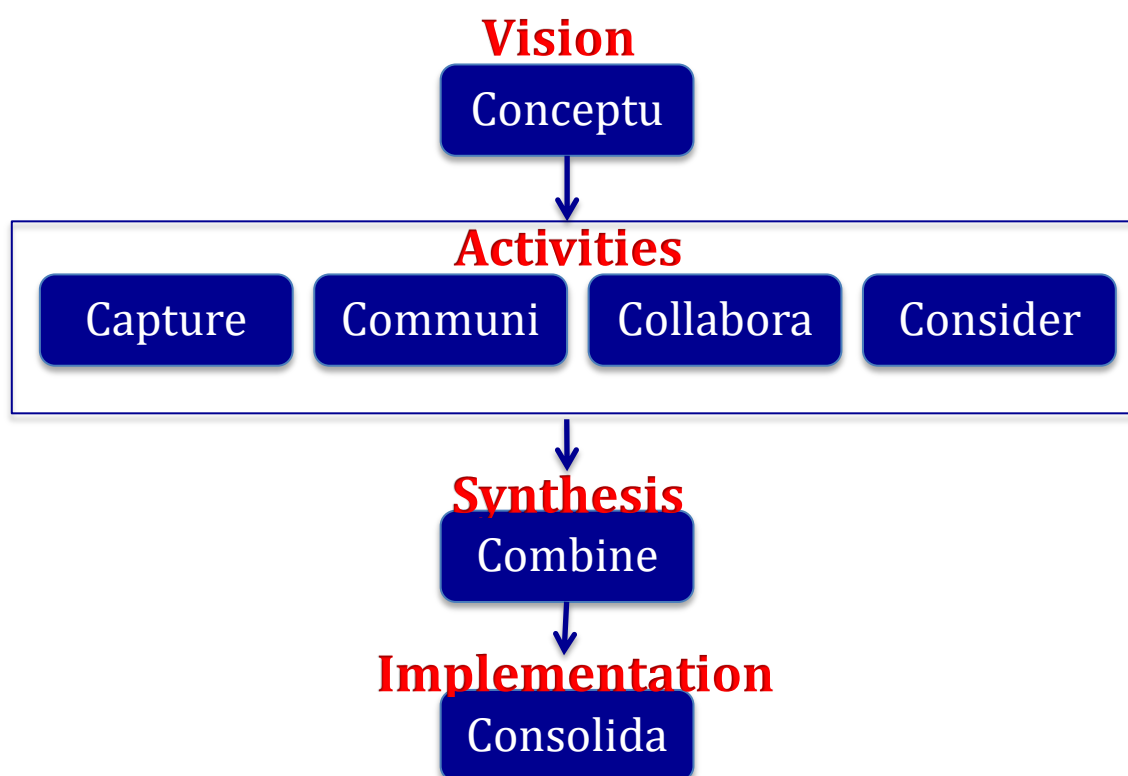 Vision
Conceptu
Activities
Capture
Communi
Collabora
Consider
Synthesis
Combine
Implementation
Consolida